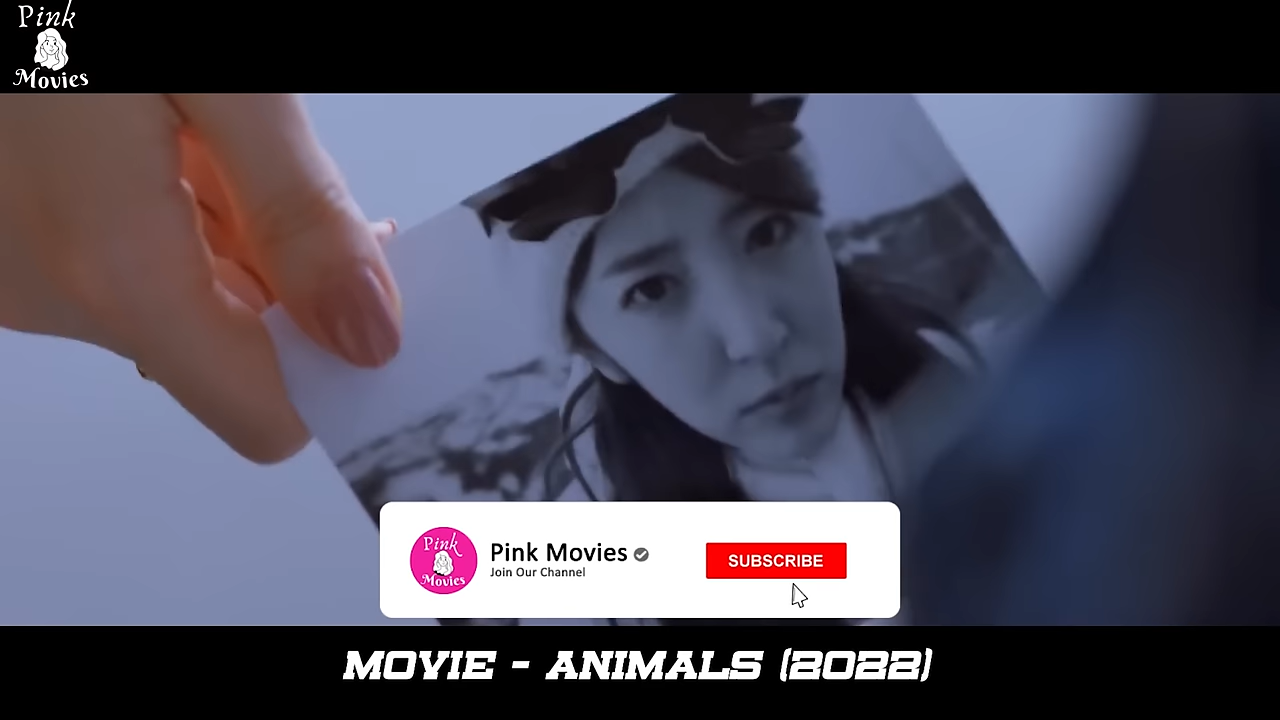 Pink
Movies
Pink
Movies
Pink Movies
Join Our Channel
SUBSCRIBE
MOVIE - ANIMALS (2022)